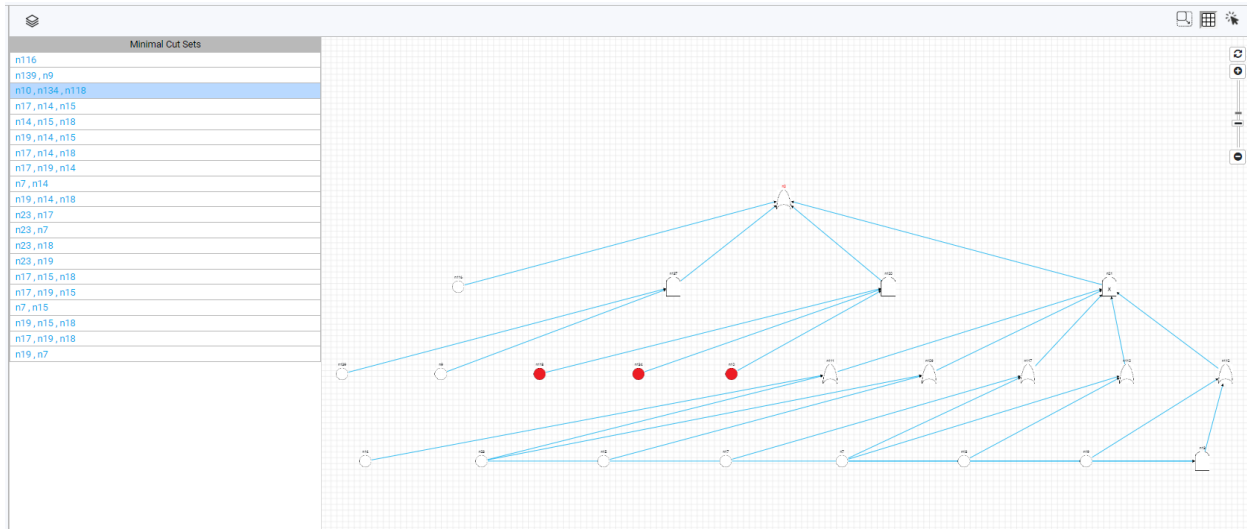 Minimal Cut Sets
n116
n139 , n9
n10 , n134 , n118
n17 , n14 , n15
n14 , n15 , n18
n19 , n14 , n15
n17 , n14 , n18
n17 , n19 , n14
n7 , n14
n19 , n14 , n18
n23 , n17
n23 , n7
n23 , n18
n23 , n19
n17 , n15 , n18
n17 , n19 , n15
n7 , n15
n19 , n15 , n18
n17 , n19 , n18
n19 , n7